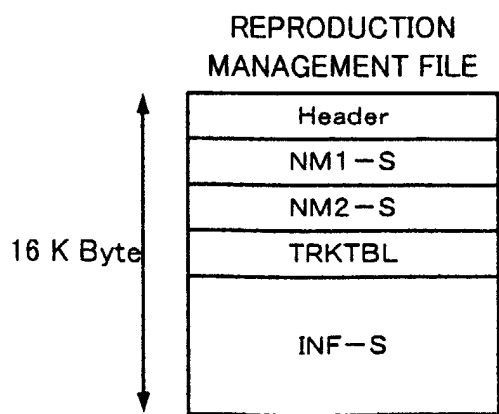 REPRODUCTION
MANAGEMENT FILE
Header
NM1-S
NM2-S
16 K Byte
TRKTBL
INF-S